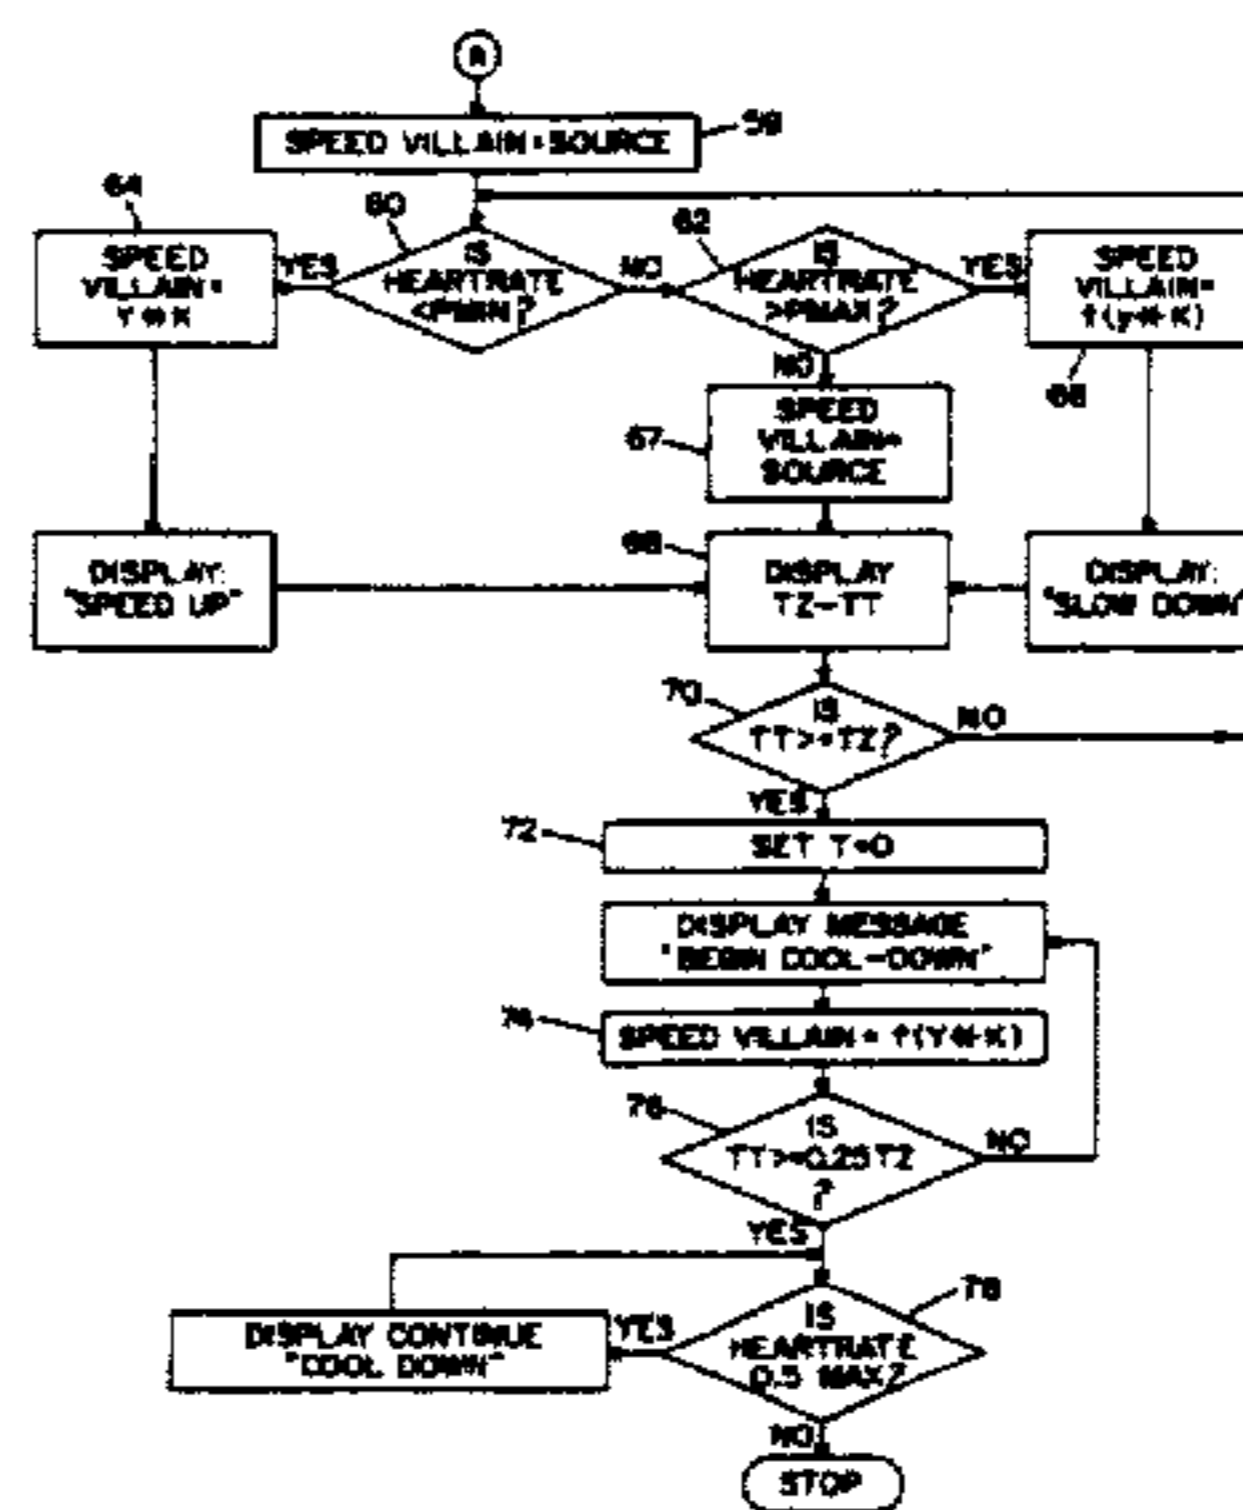 A
SPEED VILLAIN=SOURCE
59
64
60
62
SPEED
VILLAIN=
Y*K
YES
IS
HEARTRATE
<PMIN?
NO
IS
HEARTRATE
>PMAX?
YES
SPEED
VILLAIN=
f(y*K)
66
NO
67
SPEED
VILLAIN=
SOURCE
68
DISPLAY:
"SPEED UP"
DISPLAY
TZ-TT
DISPLAY:
"SLOW DOWN"
70
IS
TT>=TZ?
NO
YES
72
SET T=0
DISPLAY MESSAGE
"BEGIN COOL-DOWN"
74
SPEED VILLAIN = f(Y*K)
76
IS
TT>=0.25TZ
?
NO
YES
78
DISPLAY CONTINUE
"COOL DOWN"
YES
IS
HEARTRATE
0.5 MAX?
NO
STOP